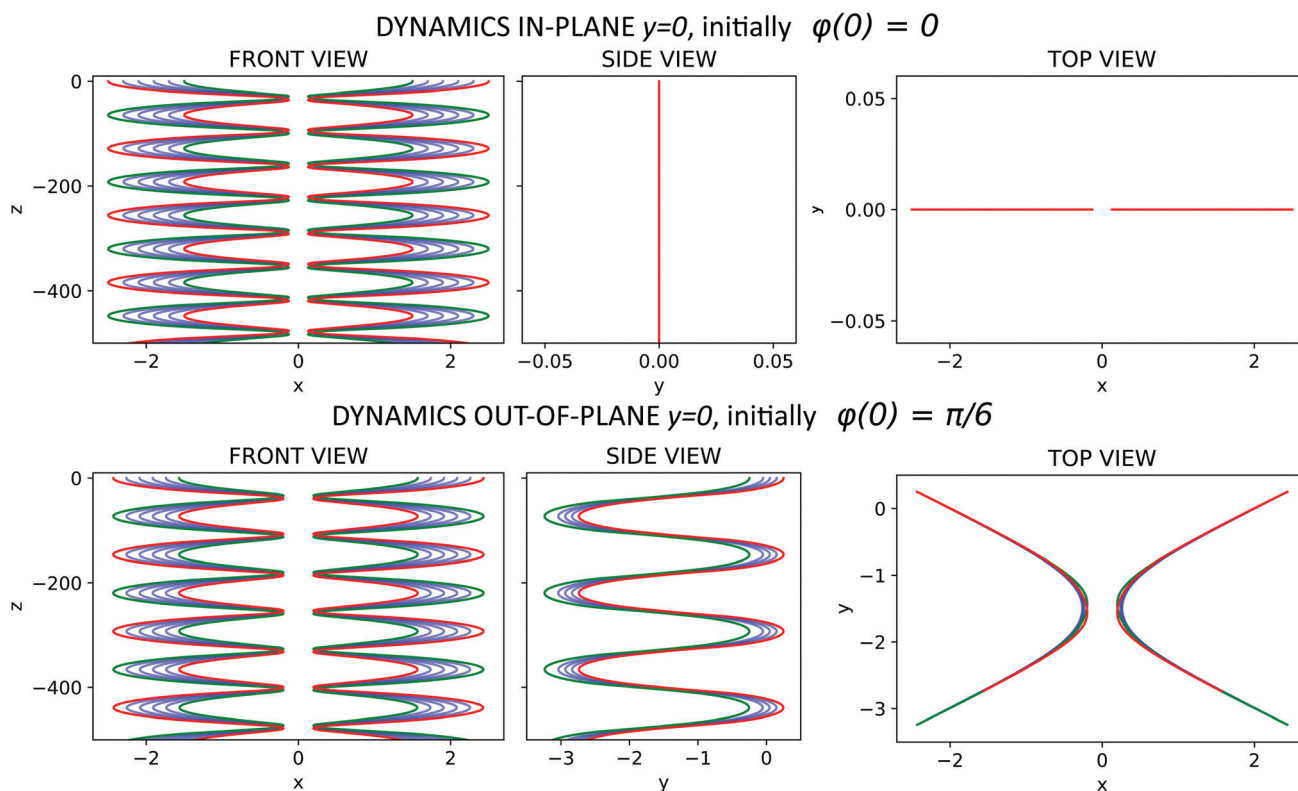 DYNAMICS IN-PLANE y=0, initially φ(0) = 0
FRONT VIEW
SIDE VIEW
TOP VIEW
0
−200
−400
z
−2
0
2
x
−0.05
0.00
0.05
y
0.05
0.00
−0.05
y
−2
0
2
x
DYNAMICS OUT-OF-PLANE y=0, initially φ(0) = π/6
FRONT VIEW
SIDE VIEW
TOP VIEW
0
−200
−400
z
−2
0
2
x
−3
−2
−1
0
y
0
−1
−2
−3
y
−2
0
2
x